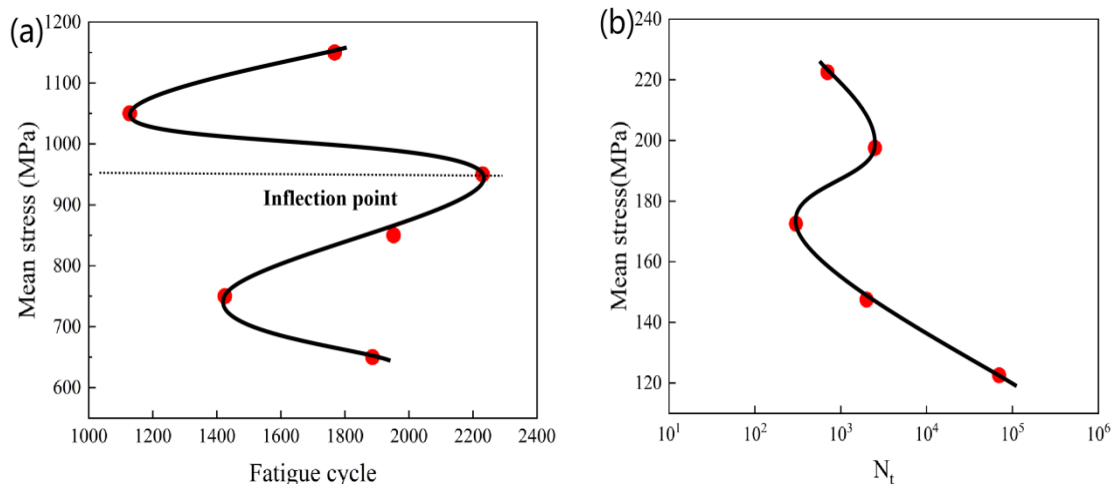 (a)
1200
1100
1000
900
800
700
600
Mean stress (MPa)
Inflection point
1000 1200 1400 1600 1800 2000 2200 2400
Fatigue cycle
(b)
240
220
200
180
160
140
120
Mean stress(MPa)
10¹ 10² 10³ 10⁴ 10⁵ 10⁶
Nₜ